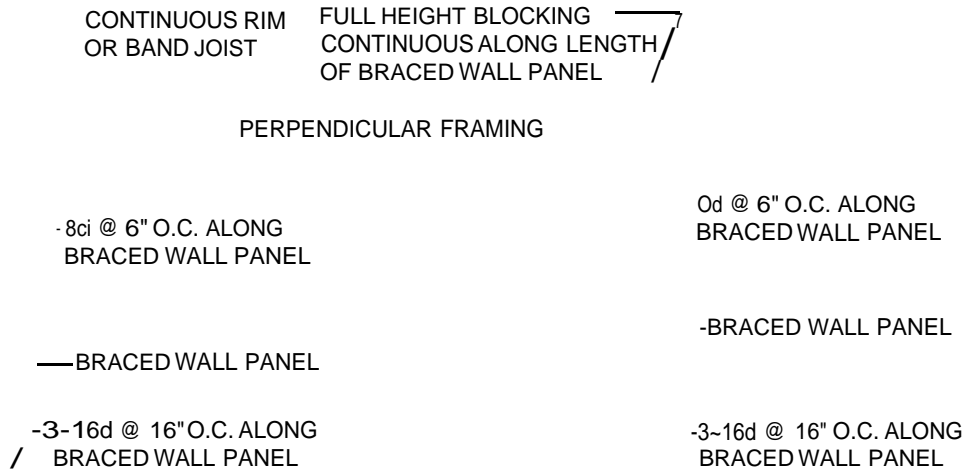 CONTINUOUS RIM
OR BAND JOIST
FULL HEIGHT BLOCKING
CONTINUOUS ALONG LENGTH
OF BRACED WALL PANEL
PERPENDICULAR FRAMING
-8ci @ 6" O.C. ALONG
BRACED WALL PANEL
Od @ 6" O.C. ALONG
BRACED WALL PANEL
-BRACED WALL PANEL
—BRACED WALL PANEL
-3-16d @ 16" O.C. ALONG
BRACED WALL PANEL
-3~16d @ 16" O.C. ALONG
BRACED WALL PANEL